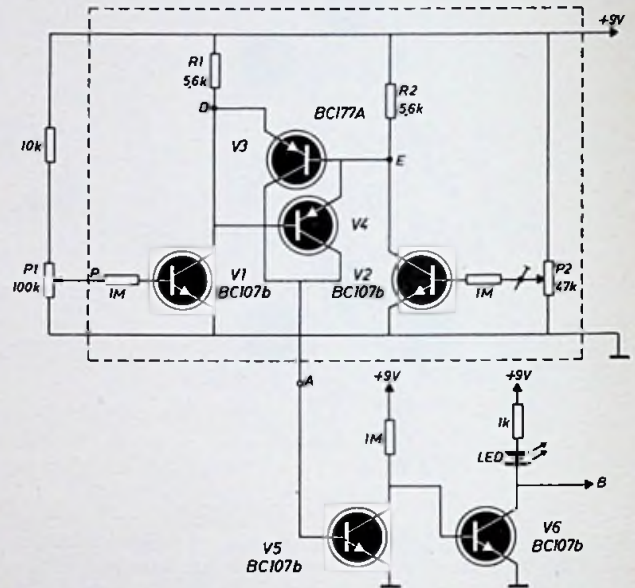 +9V
R1
5,6k
R2
5,6k
D
BC177A
V3
E
10k
V4
P1
100k
P
1M
V1
BC107b
V2
BC107b
1M
P2
47k
A
+9V
+9V
1M
1k
LED
B
V5
BC107b
V6
BC107b